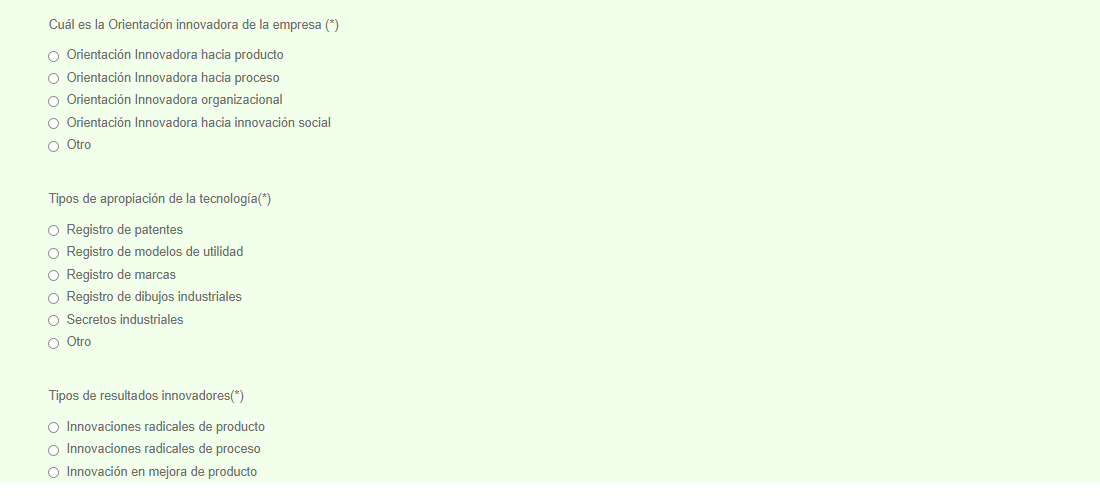 Cuál es la Orientación innovadora de la empresa (*)
Orientación Innovadora hacia producto
Orientación Innovadora hacia proceso
Orientación Innovadora organizacional
Orientación Innovadora hacia innovación social
Otro
Tipos de apropiación de la tecnología(*)
Registro de patentes
Registro de modelos de utilidad
Registro de marcas
Registro de dibujos industriales
Secretos industriales
Otro
Tipos de resultados innovadores(*)
Innovaciones radicales de producto
Innovaciones radicales de proceso
Innovación en mejora de producto